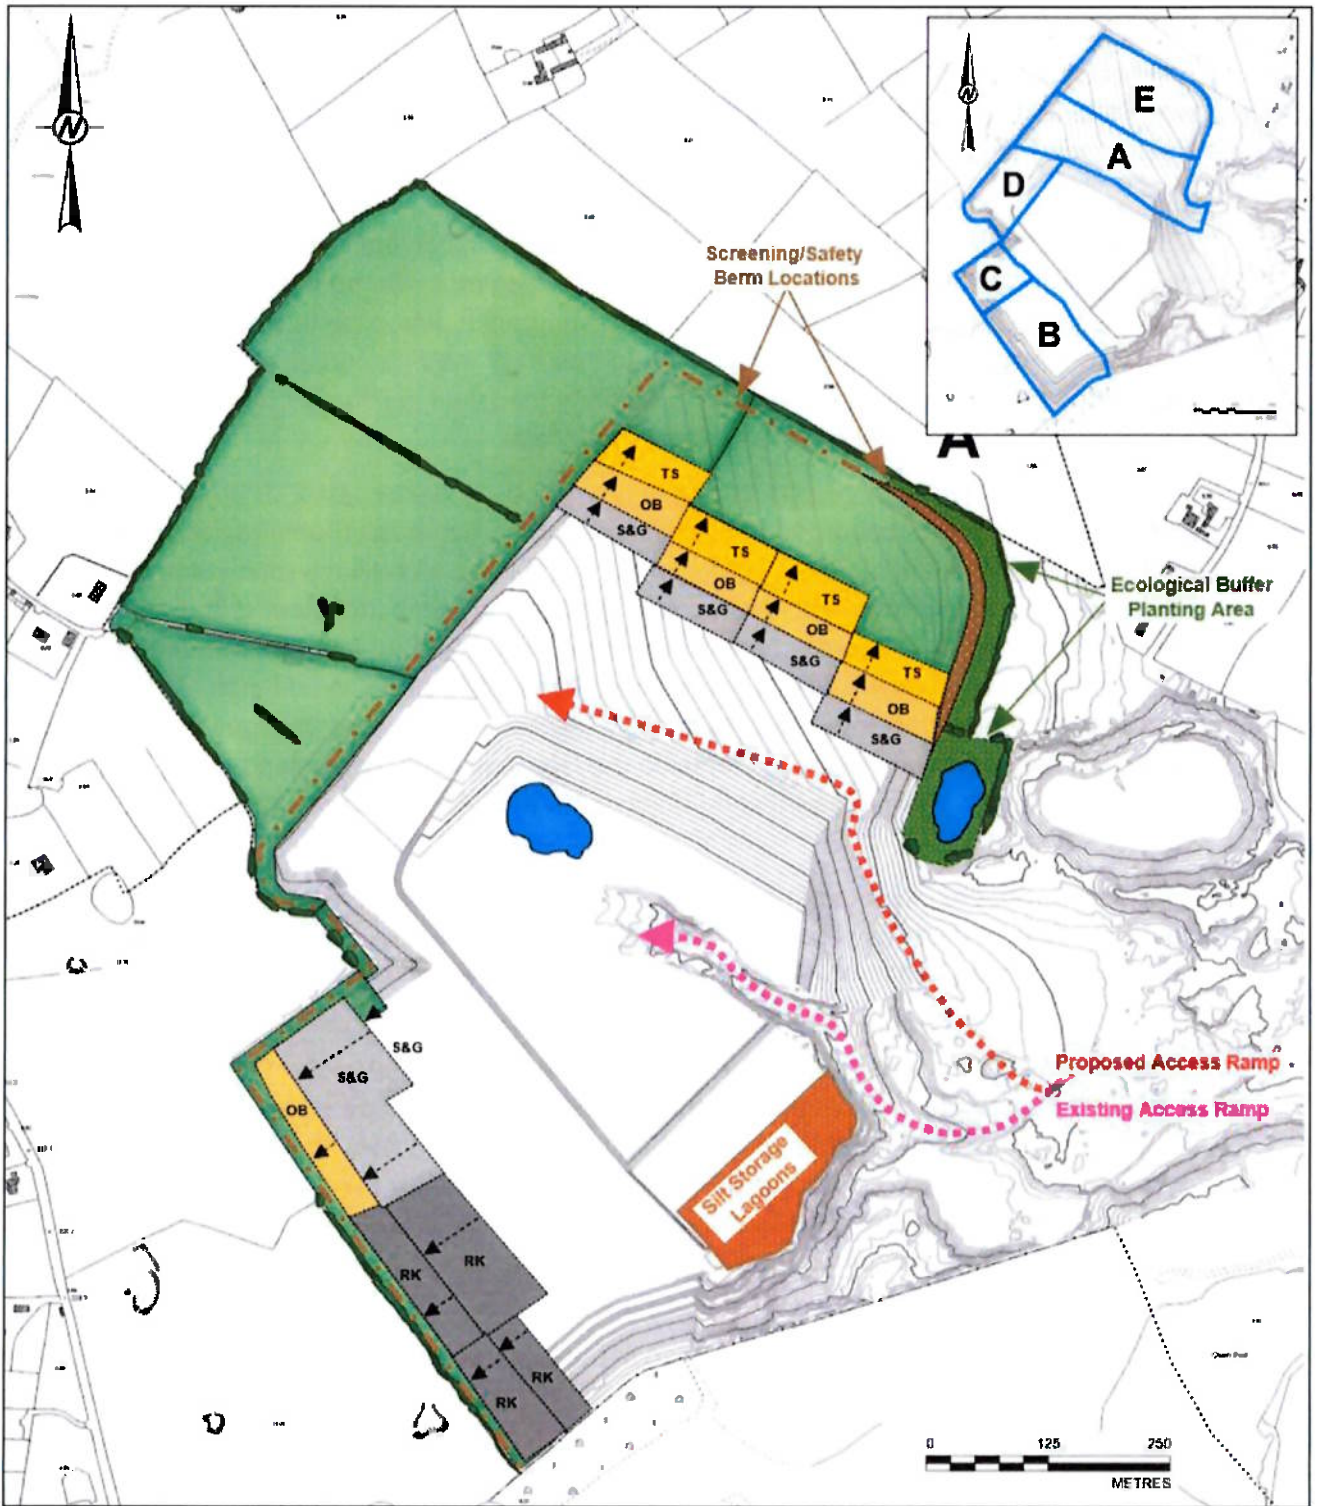 N
N
E
A
D
C
B
A
Screening/Safety
Berm Locations
TS
OB
S&G
TS
OB
S&G
TS
OB
S&G
TS
OB
S&G
Ecological Buffer
Planting Area
S&G
S&G
OB
RK
RK
RK
RK
Proposed Access Ramp
Existing Access Ramp
Silt Storage
Lagoons
0 125 250
METRES